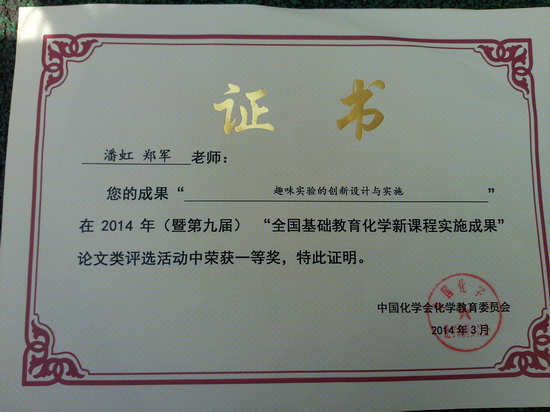 证书
潘虹 郑军 老师：
您的成果“ 趣味实验的创新设计与实施 ”
在 2014 年（暨第九届） “全国基础教育化学新课程实施成果”
论文类评选活动中荣获一等奖，特此证明。
中国化学会化学教育委员会
2014 年 3 月